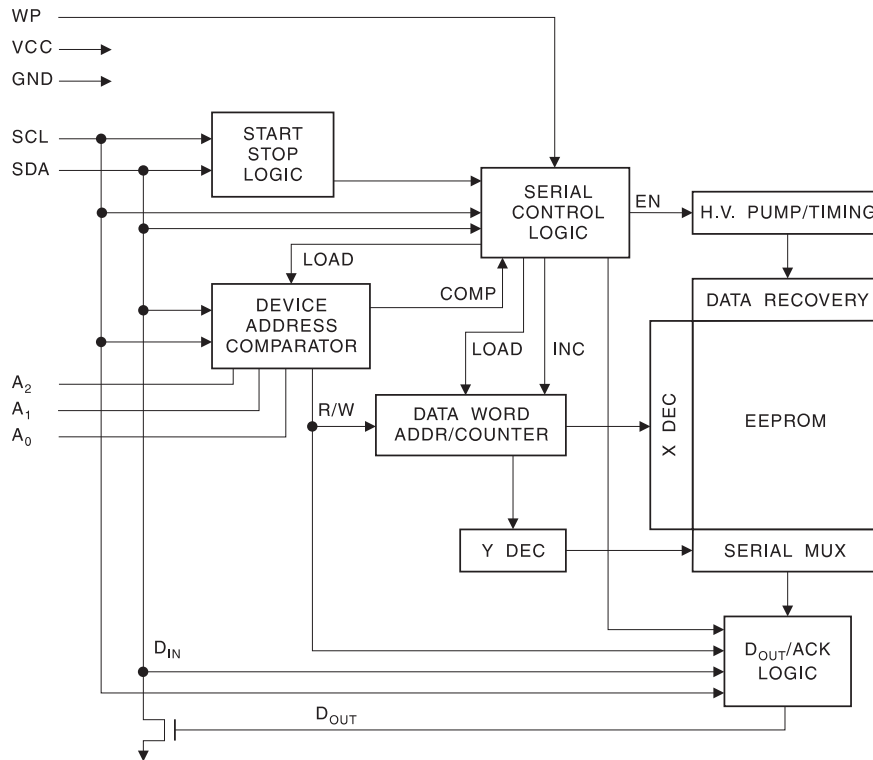 WP
VCC
GND
SCL
SDA
START
STOP
LOGIC
SERIAL
CONTROL
LOGIC
EN
H.V. PUMP/TIMING
LOAD
COMP
DATA RECOVERY
DEVICE
ADDRESS
COMPARATOR
LOAD
INC
A2
A1
A0
R/W
DATA WORD
ADDR/COUNTER
X DEC
EEPROM
Y DEC
SERIAL MUX
DIN
DOUT/ACK
LOGIC
DOUT